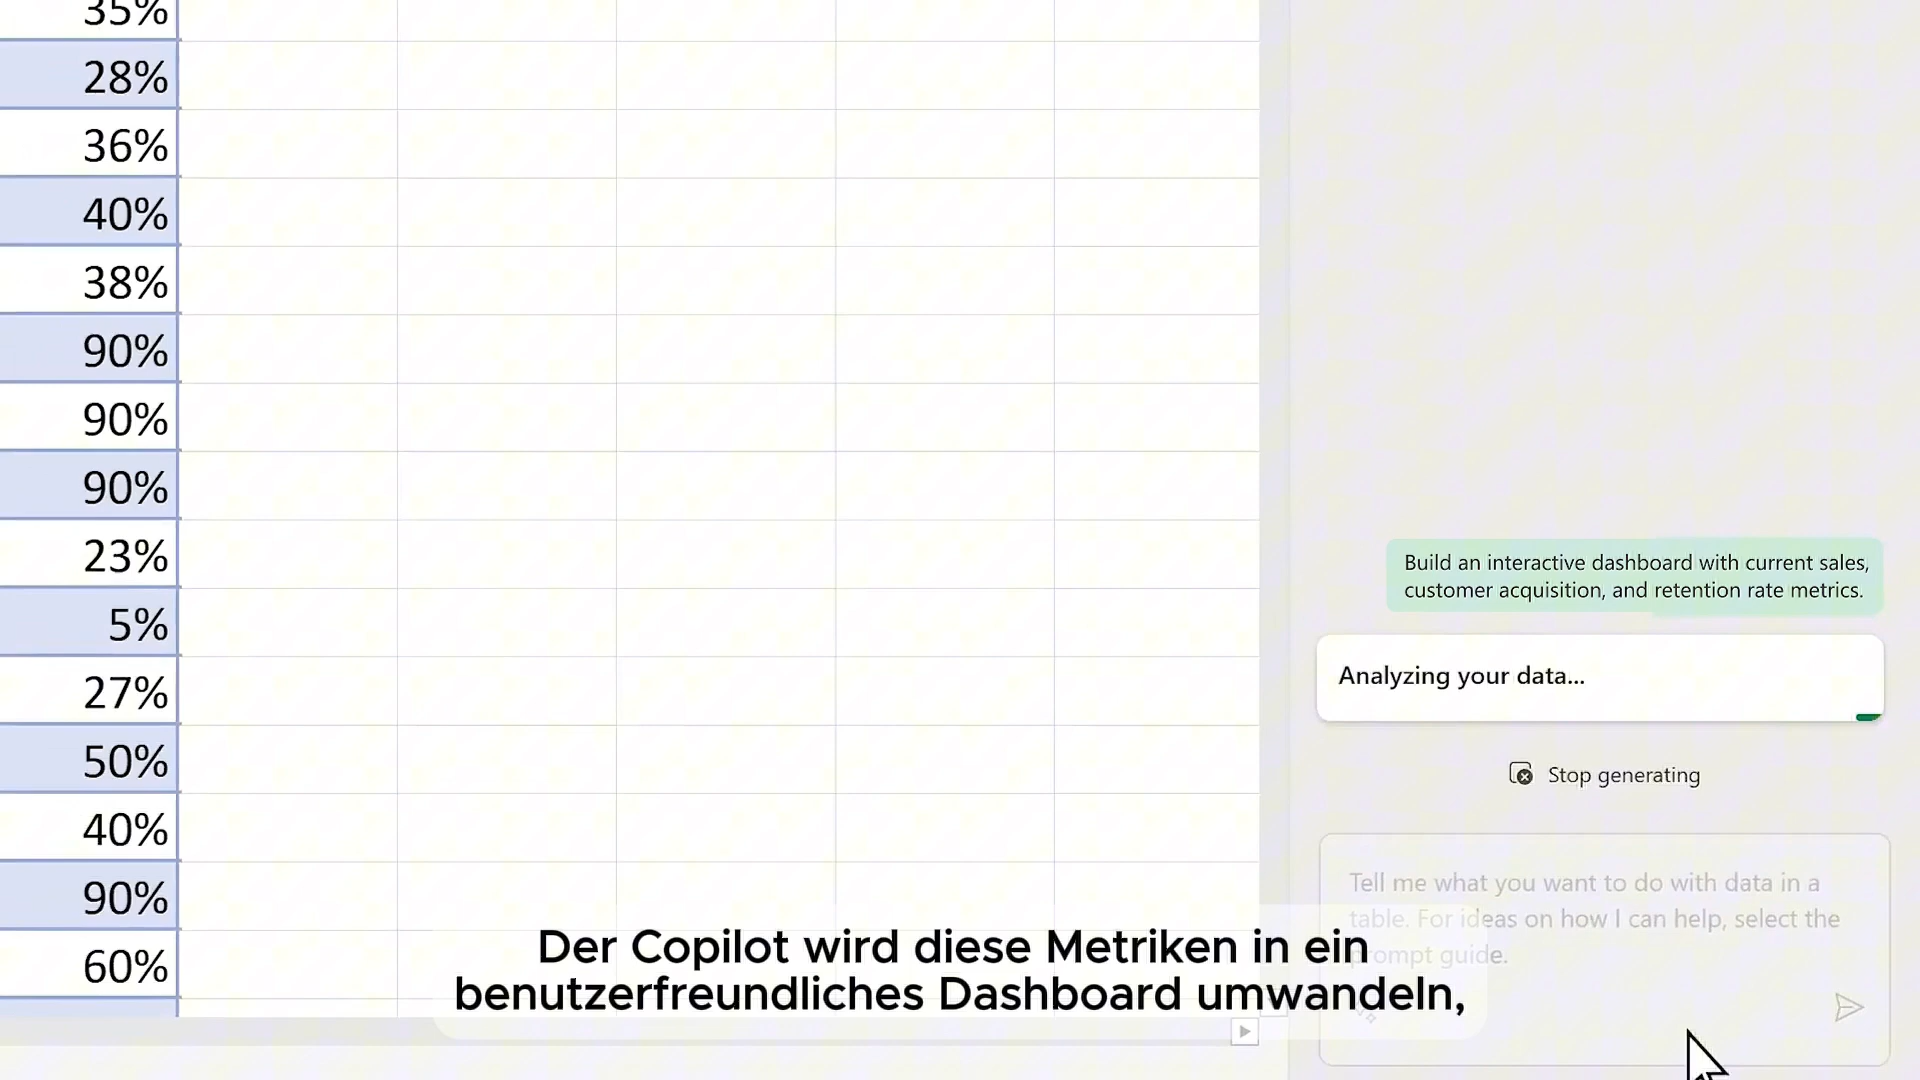 35%
28%
36%
40%
38%
90%
90%
90%
23%
5%
27%
50%
40%
90%
60%
Build an interactive dashboard with current sales,
customer acquisition, and retention rate metrics.
Analyzing your data...
Stop generating
Tell me what you want to do with data in a
table. For ideas on how I can help, select the
prompt guide.
Der Copilot wird diese Metriken in ein
benutzerfreundliches Dashboard umwandeln,